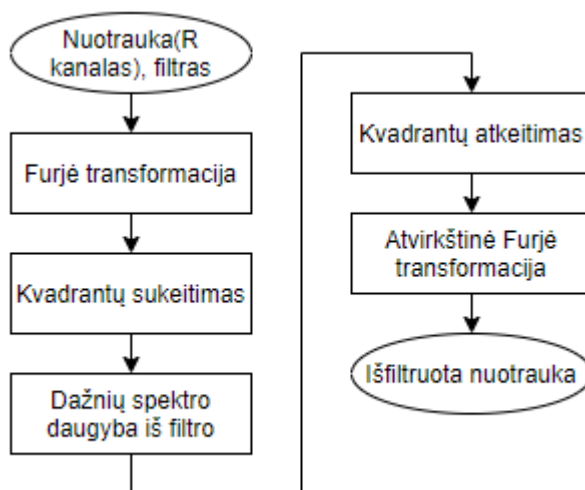 Nuotrauka(R
kanalas), filtras
Furjė transformacija
Kvadrantų sukeitimas
Dažnių spektro
daugyba iš filtro
Kvadrantų atkeitimas
Atvirkštinė Furjė
transformacija
Išfiltruota nuotrauka